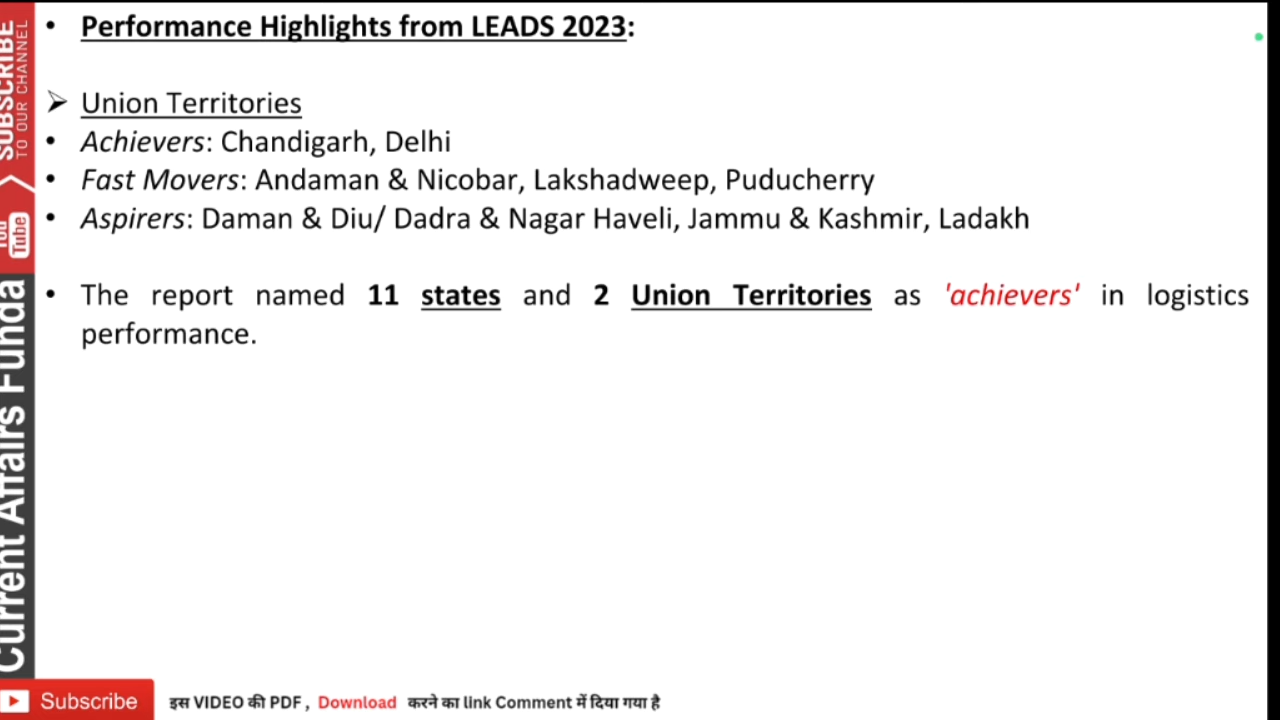 • Performance Highlights from LEADS 2023:
➤ Union Territories
• Achievers: Chandigarh, Delhi
• Fast Movers: Andaman & Nicobar, Lakshadweep, Puducherry
• Aspirers: Daman & Diu/ Dadra & Nagar Haveli, Jammu & Kashmir, Ladakh
• The report named 11 states and 2 Union Territories as 'achievers' in logistics
performance.
SUBSCRIBE
TO OUR CHANNEL
You
Tube
Current Affairs Funda
Subscribe
इस VIDEO की PDF , Download करने का link Comment में दिया गया है